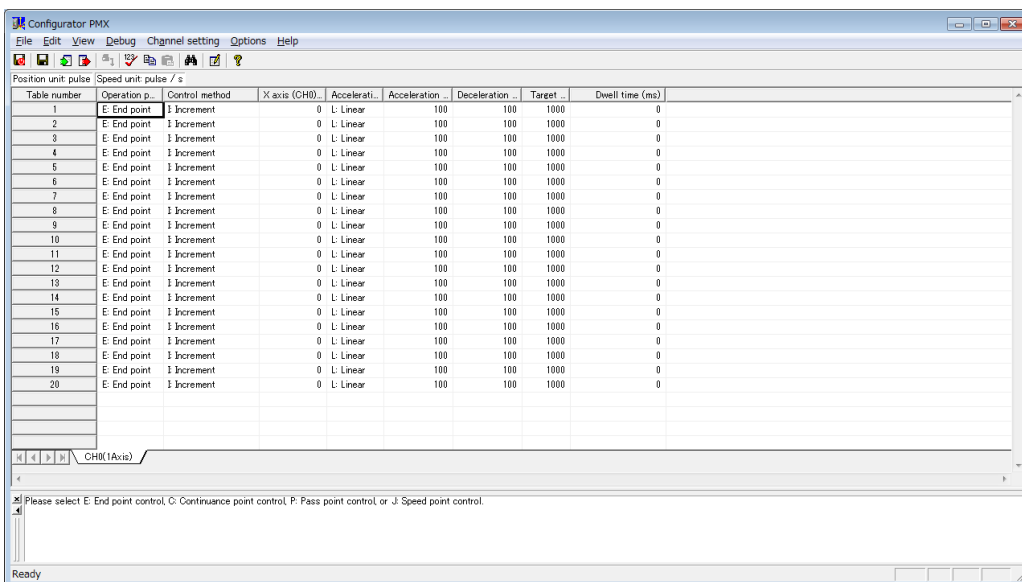 Configurator PMX
File Edit View Debug Channel setting Options Help
Position unit: pulse Speed unit: pulse / s
Table number Operation p... Control method X axis (CH0)... Accelerati... Acceleration ... Deceleration ... Target ... Dwell time (ms)
1 E: End point I: Increment 0 L: Linear 100 100 1000 0
2 E: End point I: Increment 0 L: Linear 100 100 1000 0
3 E: End point I: Increment 0 L: Linear 100 100 1000 0
4 E: End point I: Increment 0 L: Linear 100 100 1000 0
5 E: End point I: Increment 0 L: Linear 100 100 1000 0
6 E: End point I: Increment 0 L: Linear 100 100 1000 0
7 E: End point I: Increment 0 L: Linear 100 100 1000 0
8 E: End point I: Increment 0 L: Linear 100 100 1000 0
9 E: End point I: Increment 0 L: Linear 100 100 1000 0
10 E: End point I: Increment 0 L: Linear 100 100 1000 0
11 E: End point I: Increment 0 L: Linear 100 100 1000 0
12 E: End point I: Increment 0 L: Linear 100 100 1000 0
13 E: End point I: Increment 0 L: Linear 100 100 1000 0
14 E: End point I: Increment 0 L: Linear 100 100 1000 0
15 E: End point I: Increment 0 L: Linear 100 100 1000 0
16 E: End point I: Increment 0 L: Linear 100 100 1000 0
17 E: End point I: Increment 0 L: Linear 100 100 1000 0
18 E: End point I: Increment 0 L: Linear 100 100 1000 0
19 E: End point I: Increment 0 L: Linear 100 100 1000 0
20 E: End point I: Increment 0 L: Linear 100 100 1000 0
CH0(1Axis)
Please select E: End point control, C: Continuance point control, P: Pass point control, or J: Speed point control.
Ready